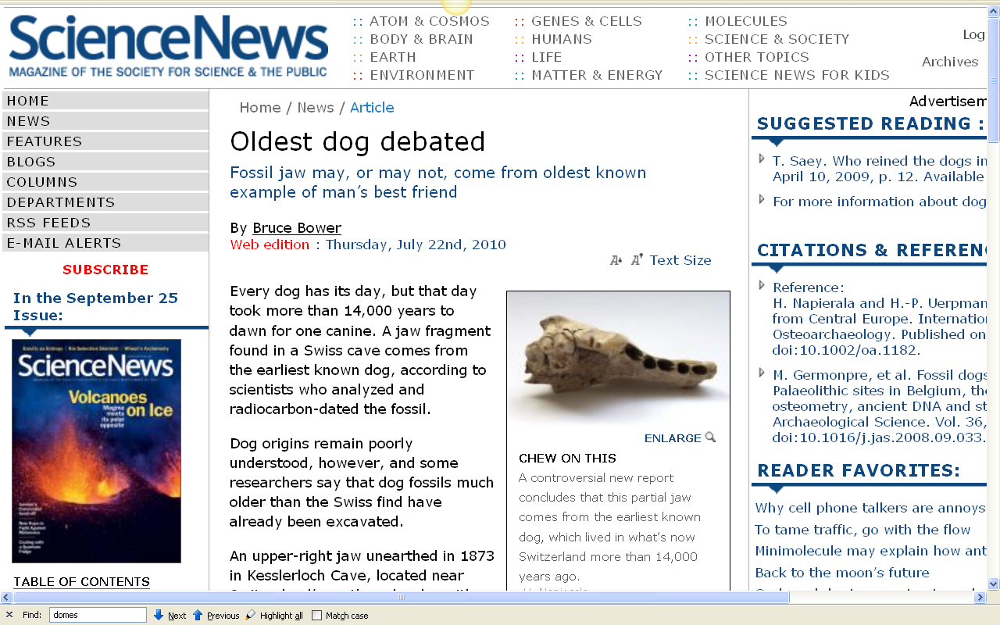 ScienceNews
MAGAZINE OF THE SOCIETY FOR SCIENCE & THE PUBLIC
:: ATOM & COSMOS
:: BODY & BRAIN
:: EARTH
:: ENVIRONMENT
:: GENES & CELLS
:: HUMANS
:: LIFE
:: MATTER & ENERGY
:: MOLECULES
:: SCIENCE & SOCIETY
:: OTHER TOPICS
:: SCIENCE NEWS FOR KIDS
Log
Archives
HOME
NEWS
FEATURES
BLOGS
COLUMNS
DEPARTMENTS
RSS FEEDS
E-MAIL ALERTS
SUBSCRIBE
In the September 25
Issue:
ScienceNews
Volcanoes
on Ice
Magma
meets
its polar
opposite
TABLE OF CONTENTS
Home / News / Article
Oldest dog debated
Fossil jaw may, or may not, come from oldest known
example of man’s best friend
By Bruce Bower
Web edition : Thursday, July 22nd, 2010
Text Size
Every dog has its day, but that day
took more than 14,000 years to
dawn for one canine. A jaw fragment
found in a Swiss cave comes from
the earliest known dog, according to
scientists who analyzed and
radiocarbon-dated the fossil.
Dog origins remain poorly
understood, however, and some
researchers say that dog fossils much
older than the Swiss find have
already been excavated.
An upper-right jaw unearthed in 1873
in Kesslerloch Cave, located near
ENLARGE
CHEW ON THIS
A controversial new report
concludes that this partial jaw
comes from the earliest known
dog, which lived in what’s now
Switzerland more than 14,000
years ago.
Advertisem
SUGGESTED READING :
T. Saey. Who reined the dogs in
April 10, 2009, p. 12. Available
For more information about dog
CITATIONS & REFEREN
Reference:
H. Napierala and H.-P. Uerpman
from Central Europe. Internatio
Osteoarchaeology. Published on
doi:10.1002/oa.1182.
M. Germonpre, et al. Fossil dogs
Palaeolithic sites in Belgium, the
osteometry, ancient DNA and st
Archaeological Science. Vol. 36,
doi:10.1016/j.jas.2008.09.033.
READER FAVORITES:
Why cell phone talkers are annoys
To tame traffic, go with the flow
Minimolecule may explain how ant
Back to the moon’s future
Find: domes Next Previous Highlight all Match case